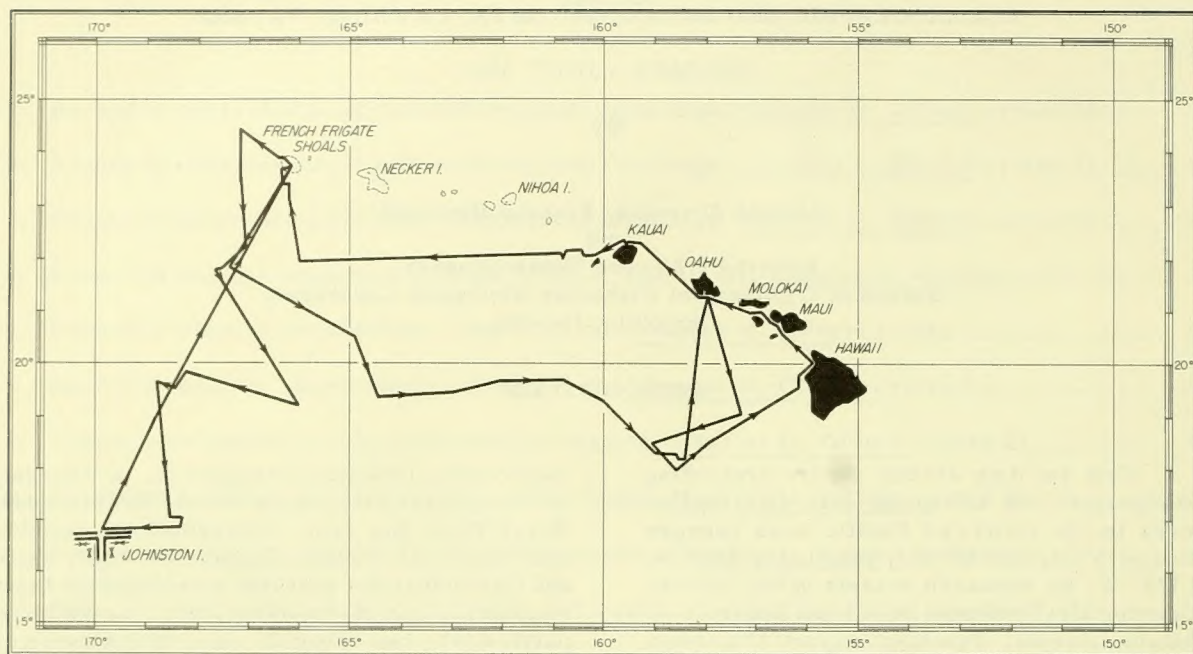 170°
165°
160°
155°
150°
25°
25°
FRENCH FRIGATE
SHOALS
NECKER I.
NIHOA I.
KAUAI
OAHU
MOLOKAI
MAUI
HAWAII
20°
20°
JOHNSTON I.
15°
15°
170°
165°
160°
155°
150°